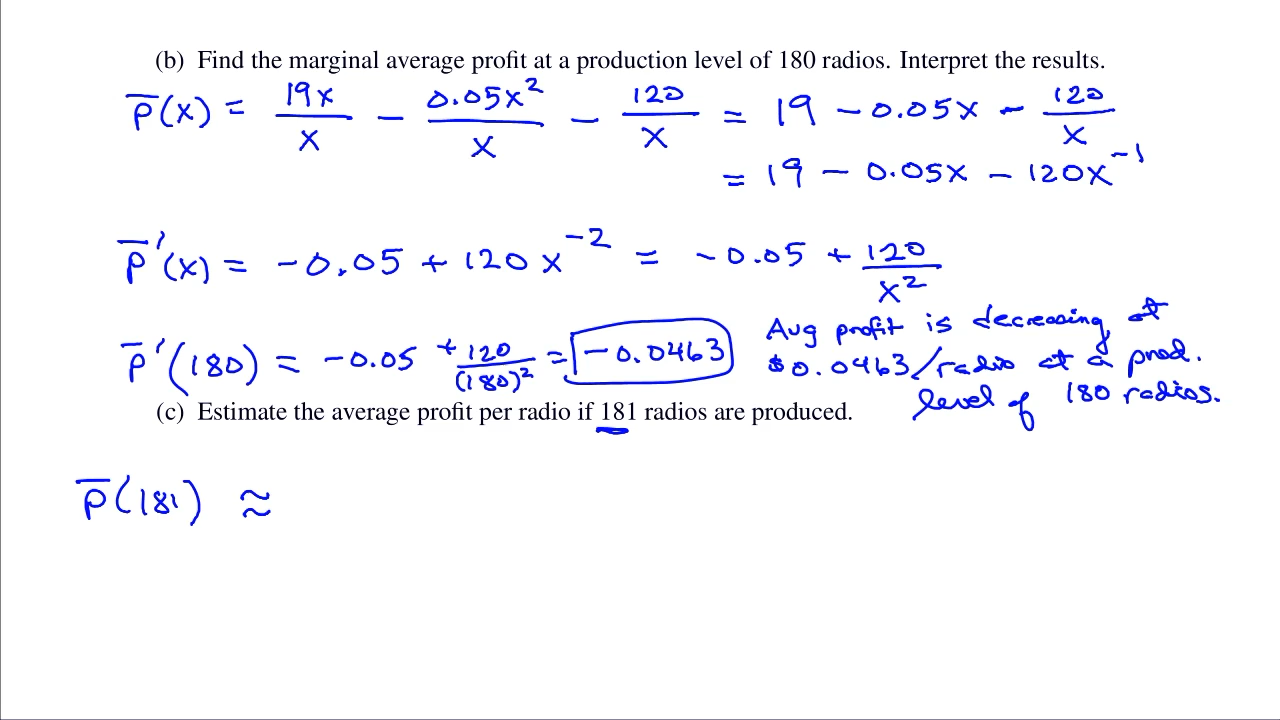 (b) Find the marginal average profit at a production level of 180 radios. Interpret the results.
P̅(x) = 19x/x − 0.05x²/x − 120/x = 19 − 0.05x − 120/x
= 19 − 0.05x − 120x⁻¹
P̅′(x) = −0.05 + 120x⁻² = −0.05 + 120/x²
P̅′(180) = −0.05 + 120/(180)² = −0.0463
Avg profit is decreasing at
$0.0463/radio at a prod.
level of 180 radios.
(c) Estimate the average profit per radio if 181 radios are produced.
P̅(181) ≈